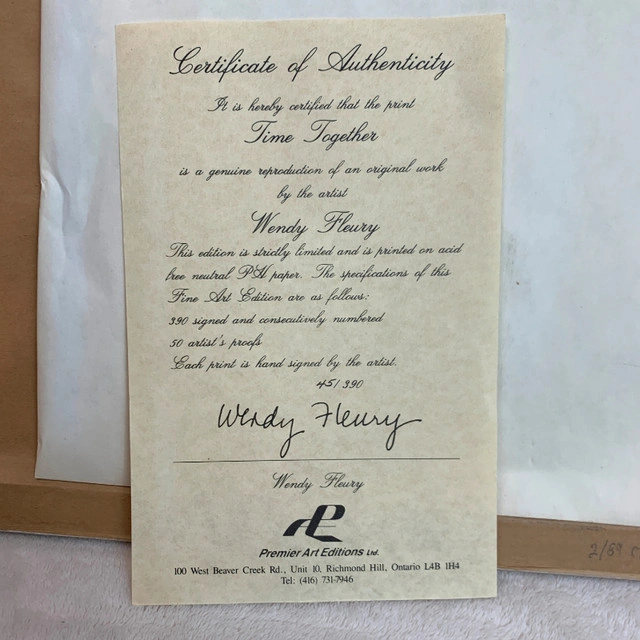 Certificate of Authenticity
It is hereby certified that the print
Time Together
is a genuine reproduction of an original work
by the artist
Wendy Fleury
This edition is strictly limited and is printed on acid
free neutral PH paper. The specifications of this
Fine Art Edition are as follows:
390 signed and consecutively numbered
50 artist's proofs
Each print is hand signed by the artist.
45/390
Wendy Fleury
Wendy Fleury
Premier Art Editions Ltd.
100 West Beaver Creek Rd., Unit 10, Richmond Hill, Ontario L4B 1H4
Tel: (416) 731-7946
2/89